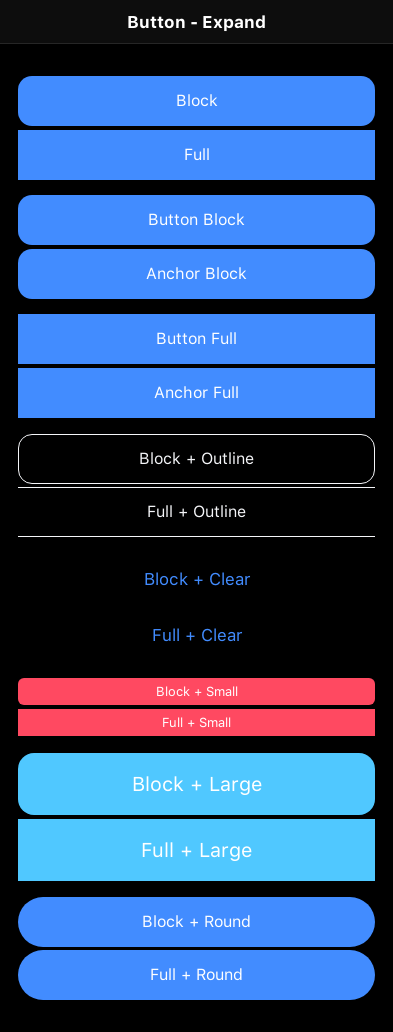 Button - Expand
Block
Full
Button Block
Anchor Block
Button Full
Anchor Full
Block + Outline
Full + Outline
Block + Clear
Full + Clear
Block + Small
Full + Small
Block + Large
Full + Large
Block + Round
Full + Round